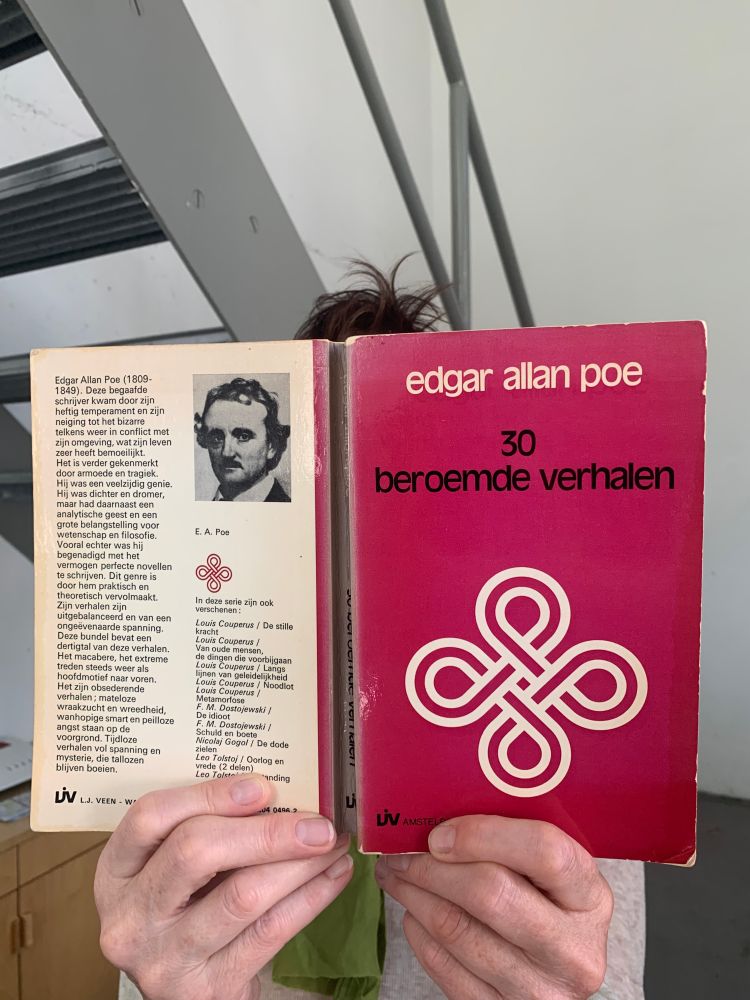 Edgar Allan Poe (1809-
1849). Deze begaafde
schrijver kwam door zijn
heftig temperament en zijn
neiging tot het bizarre
telkens weer in conflict met
zijn omgeving, wat zijn leven
zeer heeft bemoeilijkt.
Het is verder gekenmerkt
door armoede en tragiek.
Hij was een veelzijdig genie.
Hij was dichter en dromer,
maar had daarnaast een
analytische geest en een
grote belangstelling voor
wetenschap en filosofie.
Vooral echter was hij
begenadigd met het
vermogen perfecte novellen
te schrijven. Dit genre is
door hem praktisch en
theoretisch vervolmaakt.
Zijn verhalen zijn
uitgebalanceerd en van een
ongeëvenaarde spanning.
Deze bundel bevat een
dertigtal van deze verhalen.
Het macabere, het extreme
treden steeds weer als
hoofdmotief naar voren.
Het zijn obsederende
verhalen; mateloze
wraakzucht en wreedheid,
wanhopige smart en peilloze
angst staan op de
voorgrond. Tijdloze
verhalen vol spanning en
mysterie, die tallozen
blijven boeien.
LJV L.J. VEEN - WA
E. A. Poe
In deze serie zijn ook
verschenen:
Louis Couperus / De stille
kracht
Louis Couperus /
Van oude mensen,
de dingen die voorbijgaan
Louis Couperus / Langs
lijnen van geleidelijkheid
Louis Couperus / Noodlot
Louis Couperus /
Metamorfose
F. M. Dostojewski /
De idioot
F. M. Dostojewski /
Schuld en boete
Nicolaj Gogol / De dode
zielen
Leo Tolstoj / Oorlog en
vrede (2 delen)
Leo Tolstoj
04 0496 2
30 beroemde verhalen
edgar allan poe
30
beroemde verhalen
LJV AMSTEL